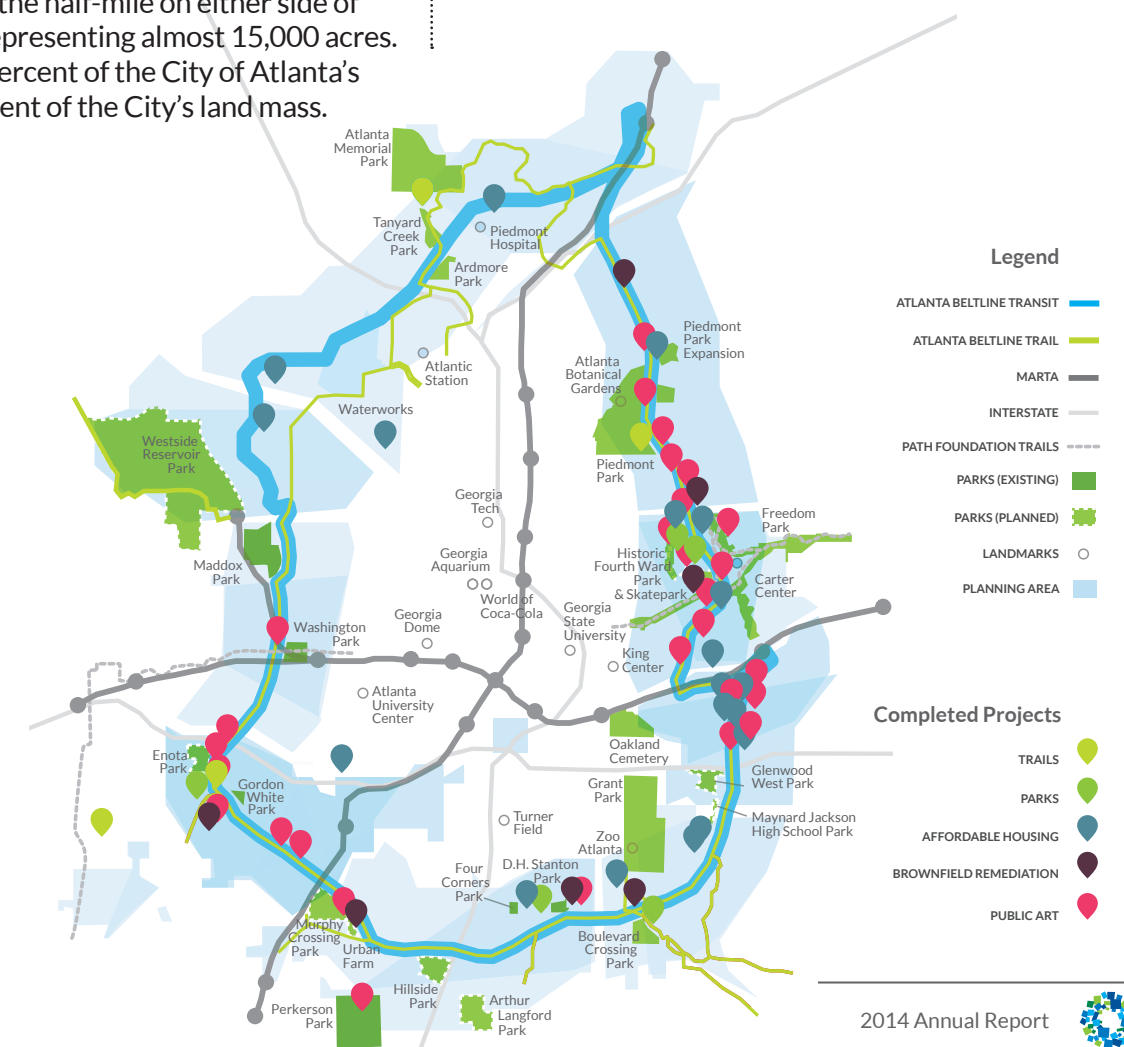 the half-mile on either side of
epresenting almost 15,000 acres.
ercent of the City of Atlanta's
ent of the City's land mass.
Atlanta
Memorial
Park
Tanyard
Creek
Park
Piedmont
Hospital
Ardmore
Park
Atlantic
Station
Waterworks
Westside
Reservoir
Park
Maddox
Park
Piedmont
Park
Expansion
Atlanta
Botanical
Gardens
Piedmont
Park
Georgia
Tech
Georgia
Aquarium
World of
Coca-Cola
Georgia
Dome
Georgia
State
University
King
Center
Historic
Fourth Ward
Park
& Skatepark
Freedom
Park
Carter
Center
Washington
Park
Atlanta
University
Center
Enota
Park
Gordon
White
Park
Oakland
Cemetery
Grant
Park
Glenwood
West Park
Maynard Jackson
High School Park
Turner
Field
Zoo
Atlanta
Four
Corners
Park
D.H. Stanton
Park
Murphy
Crossing
Park
Urban
Farm
Boulevard
Crossing
Park
Hillside
Park
Perkerson
Park
Arthur
Langford
Park
Legend
ATLANTA BELTLINE TRANSIT
ATLANTA BELTLINE TRAIL
MARTA
INTERSTATE
PATH FOUNDATION TRAILS
PARKS (EXISTING)
PARKS (PLANNED)
LANDMARKS
PLANNING AREA
Completed Projects
TRAILS
PARKS
AFFORDABLE HOUSING
BROWNFIELD REMEDIATION
PUBLIC ART
2014 Annual Report